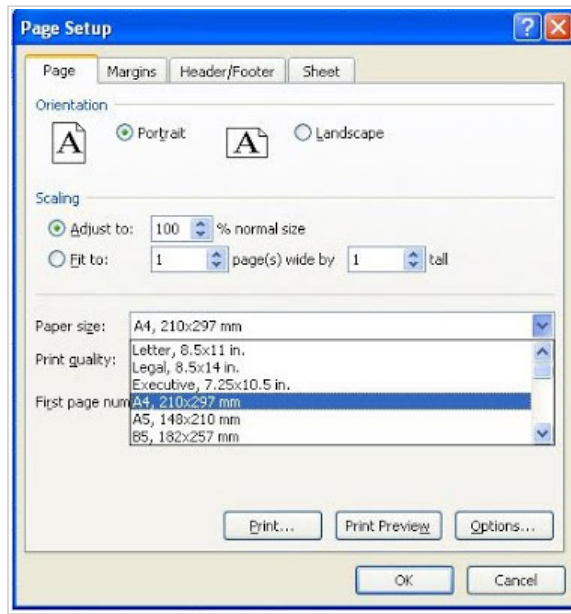 Page Setup
Page Margins Header/Footer Sheet
Orientation
A Portrait A Landscape
Scaling
Adjust to: 100 % normal size
Fit to: 1 page(s) wide by 1 tall
Paper size: A4, 210x297 mm
Letter, 8.5x11 in.
Print quality:
Legal, 8.5x14 in.
Executive, 7.25x10.5 in.
First page num A4, 210x297 mm
A5, 148x210 mm
B5, 182x257 mm
Print... Print Preview Options...
OK Cancel